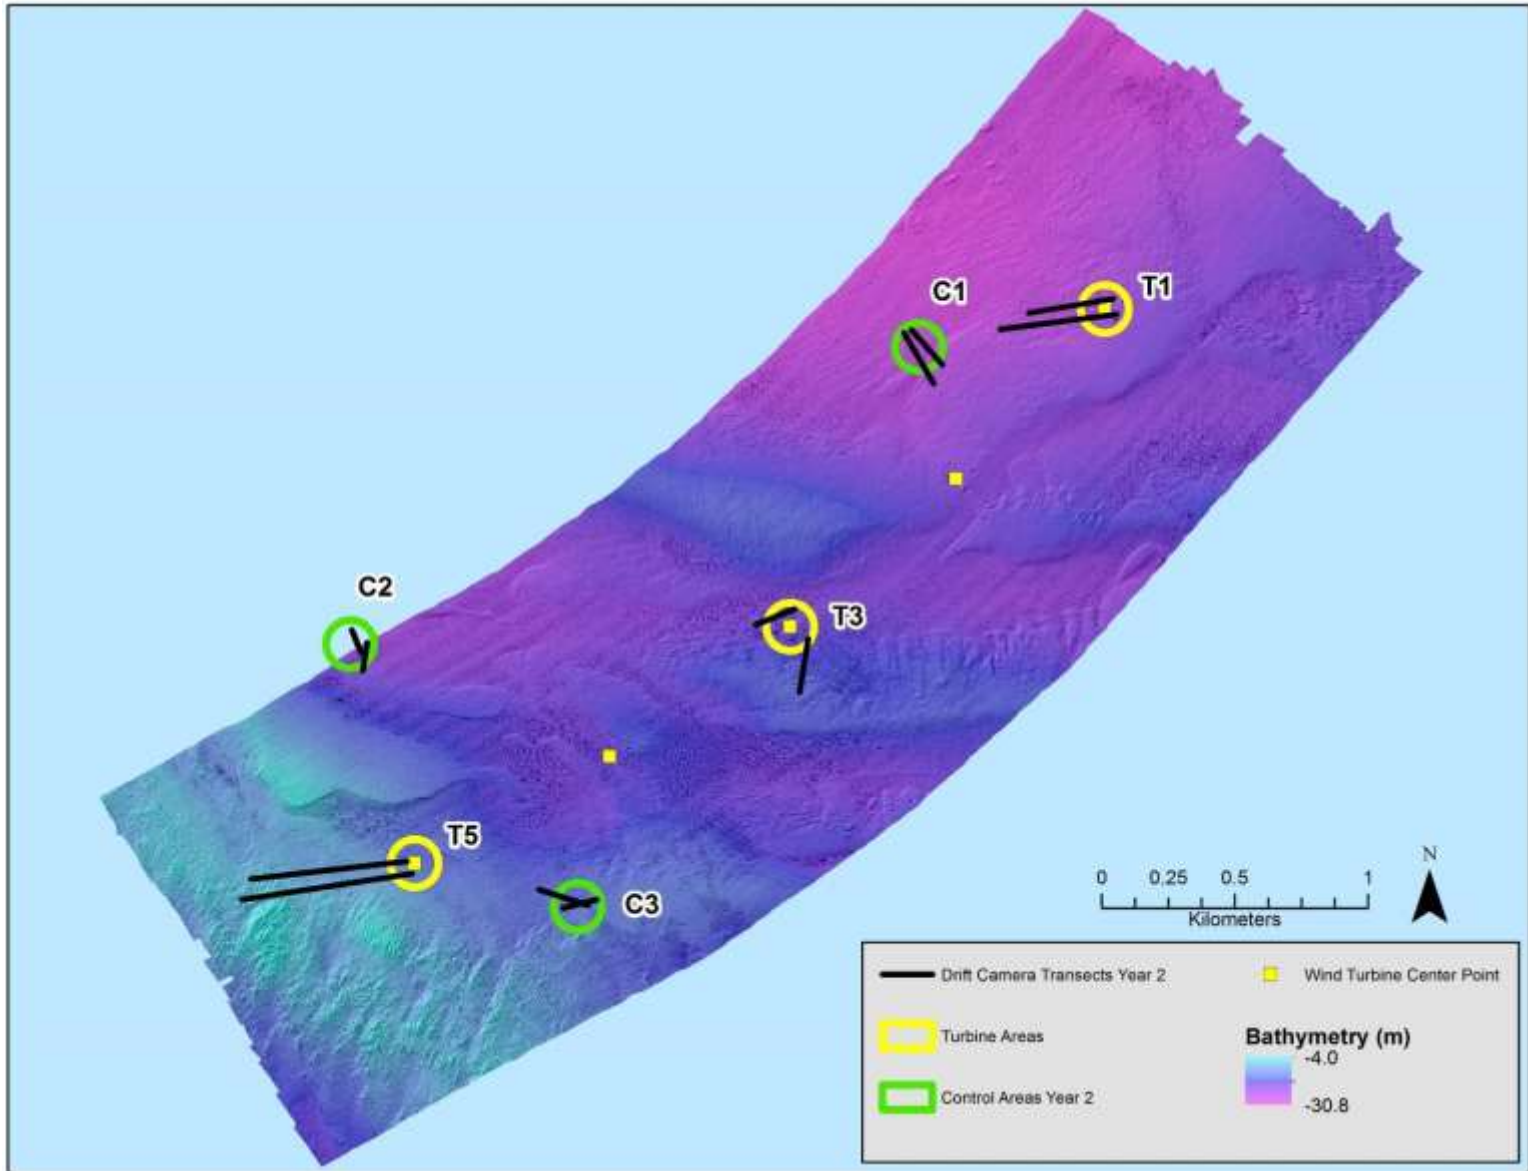 T1
C1
C2
T3
T5
C3
N
0 0.25 0.5 1
Kilometers
Drift Camera Transects Year 2
Wind Turbine Center Point
Turbine Areas
Bathymetry (m)
-4.0
-30.8
Control Areas Year 2